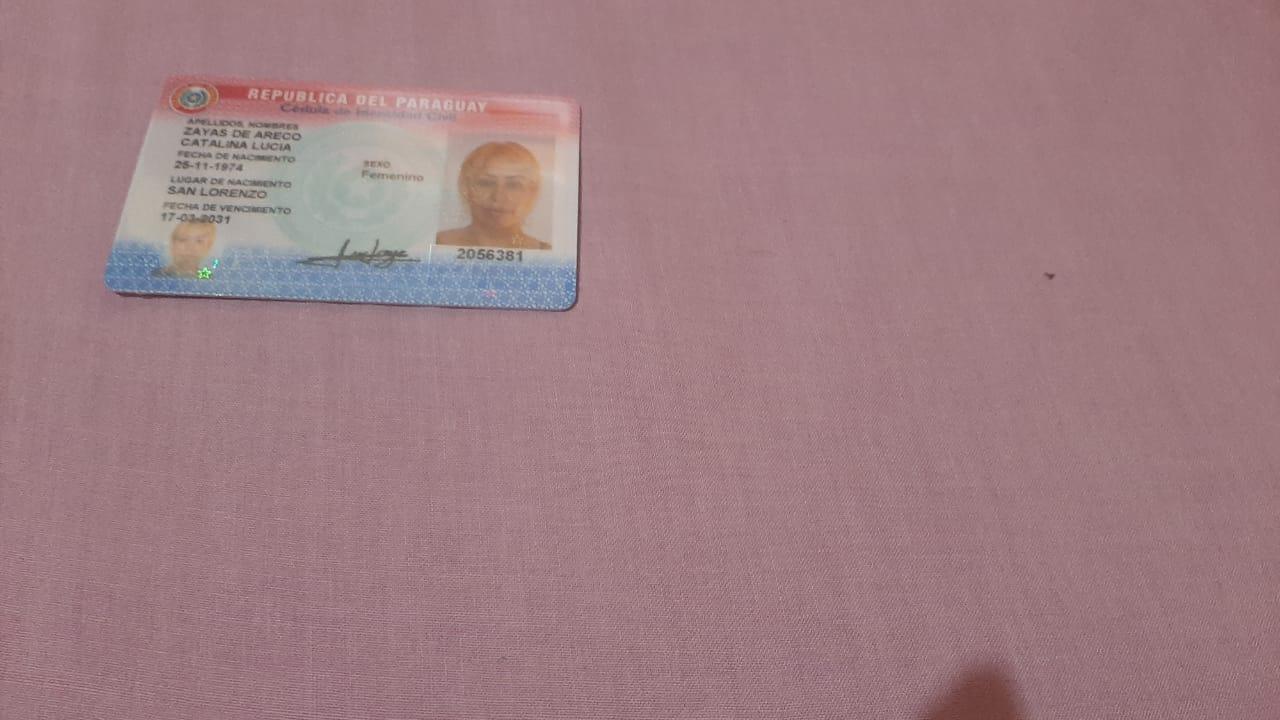 REPUBLICA DEL PARAGUAY
Cédula de Identidad Civil
APELLIDOS, NOMBRES
ZAYAS DE ARECO
CATALINA LUCIA
FECHA DE NACIMIENTO
25-11-1974
LUGAR DE NACIMIENTO
SAN LORENZO
FECHA DE VENCIMIENTO
17-03-2031
SEXO
Femenino
2056381